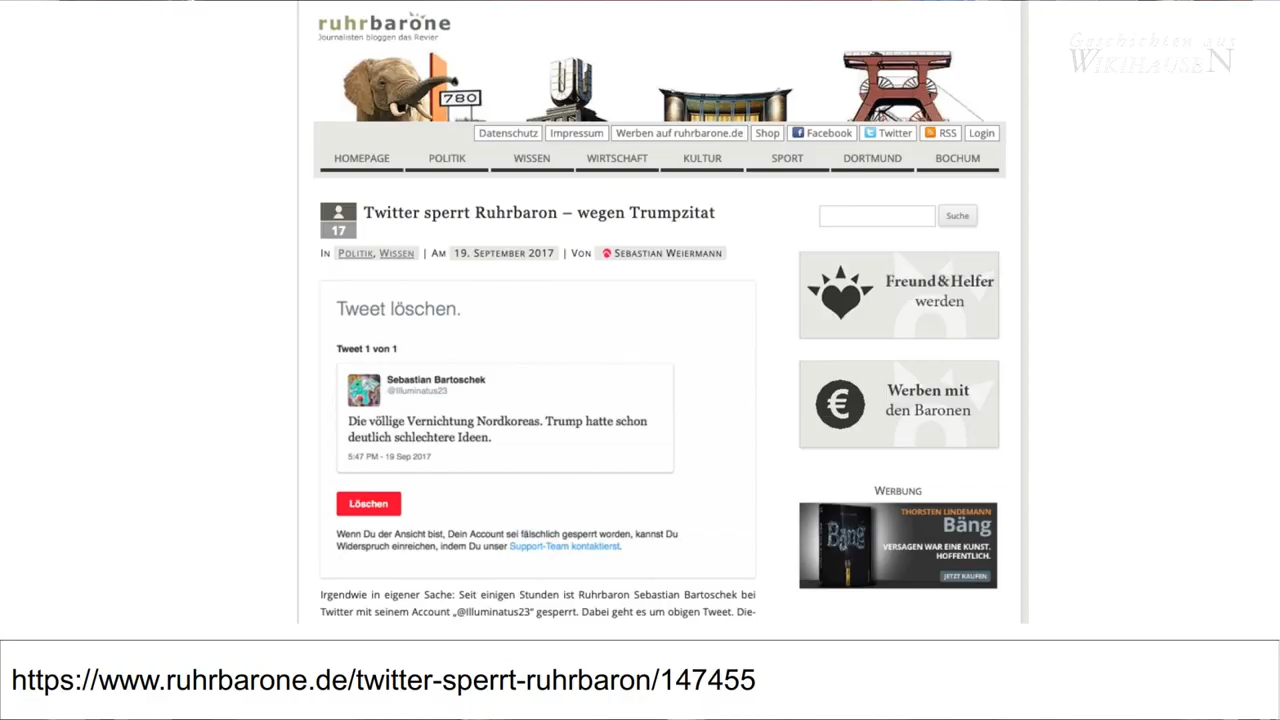 ruhrbarone
Journalisten bloggen das Revier
Geschichten aus
WIKIHAUSEN
780
U
Datenschutz
Impressum
Werben auf ruhrbarone.de
Shop
Facebook
Twitter
RSS
Login
HOMEPAGE
POLITIK
WISSEN
WIRTSCHAFT
KULTUR
SPORT
DORTMUND
BOCHUM
17
Twitter sperrt Ruhrbaron – wegen Trumpzitat
IN POLITIK, WISSEN | AM 19. SEPTEMBER 2017 | VON SEBASTIAN WEIERMANN
Suche
Freund&Helfer
werden
Werben mit
den Baronen
WERBUNG
THORSTEN LINDEMANN
Bäng
VERSAGEN WAR EINE KUNST.
HOFFENTLICH.
JETZT KAUFEN
Bäng
Tweet löschen.
Tweet 1 von 1
Sebastian Bartoschek
@Illuminatus23
Die völlige Vernichtung Nordkoreas. Trump hatte schon
deutlich schlechtere Ideen.
5:47 PM - 19 Sep 2017
Löschen
Wenn Du der Ansicht bist, Dein Account sei fälschlich gesperrt worden, kannst Du
Widerspruch einreichen, indem Du unser Support-Team kontaktierst.
Irgendwie in eigener Sache: Seit einigen Stunden ist Ruhrbaron Sebastian Bartoschek bei
Twitter mit seinem Account „@Illuminatus23“ gesperrt. Dabei geht es um obigen Tweet. Die-
https://www.ruhrbarone.de/twitter-sperrt-ruhrbaron/147455